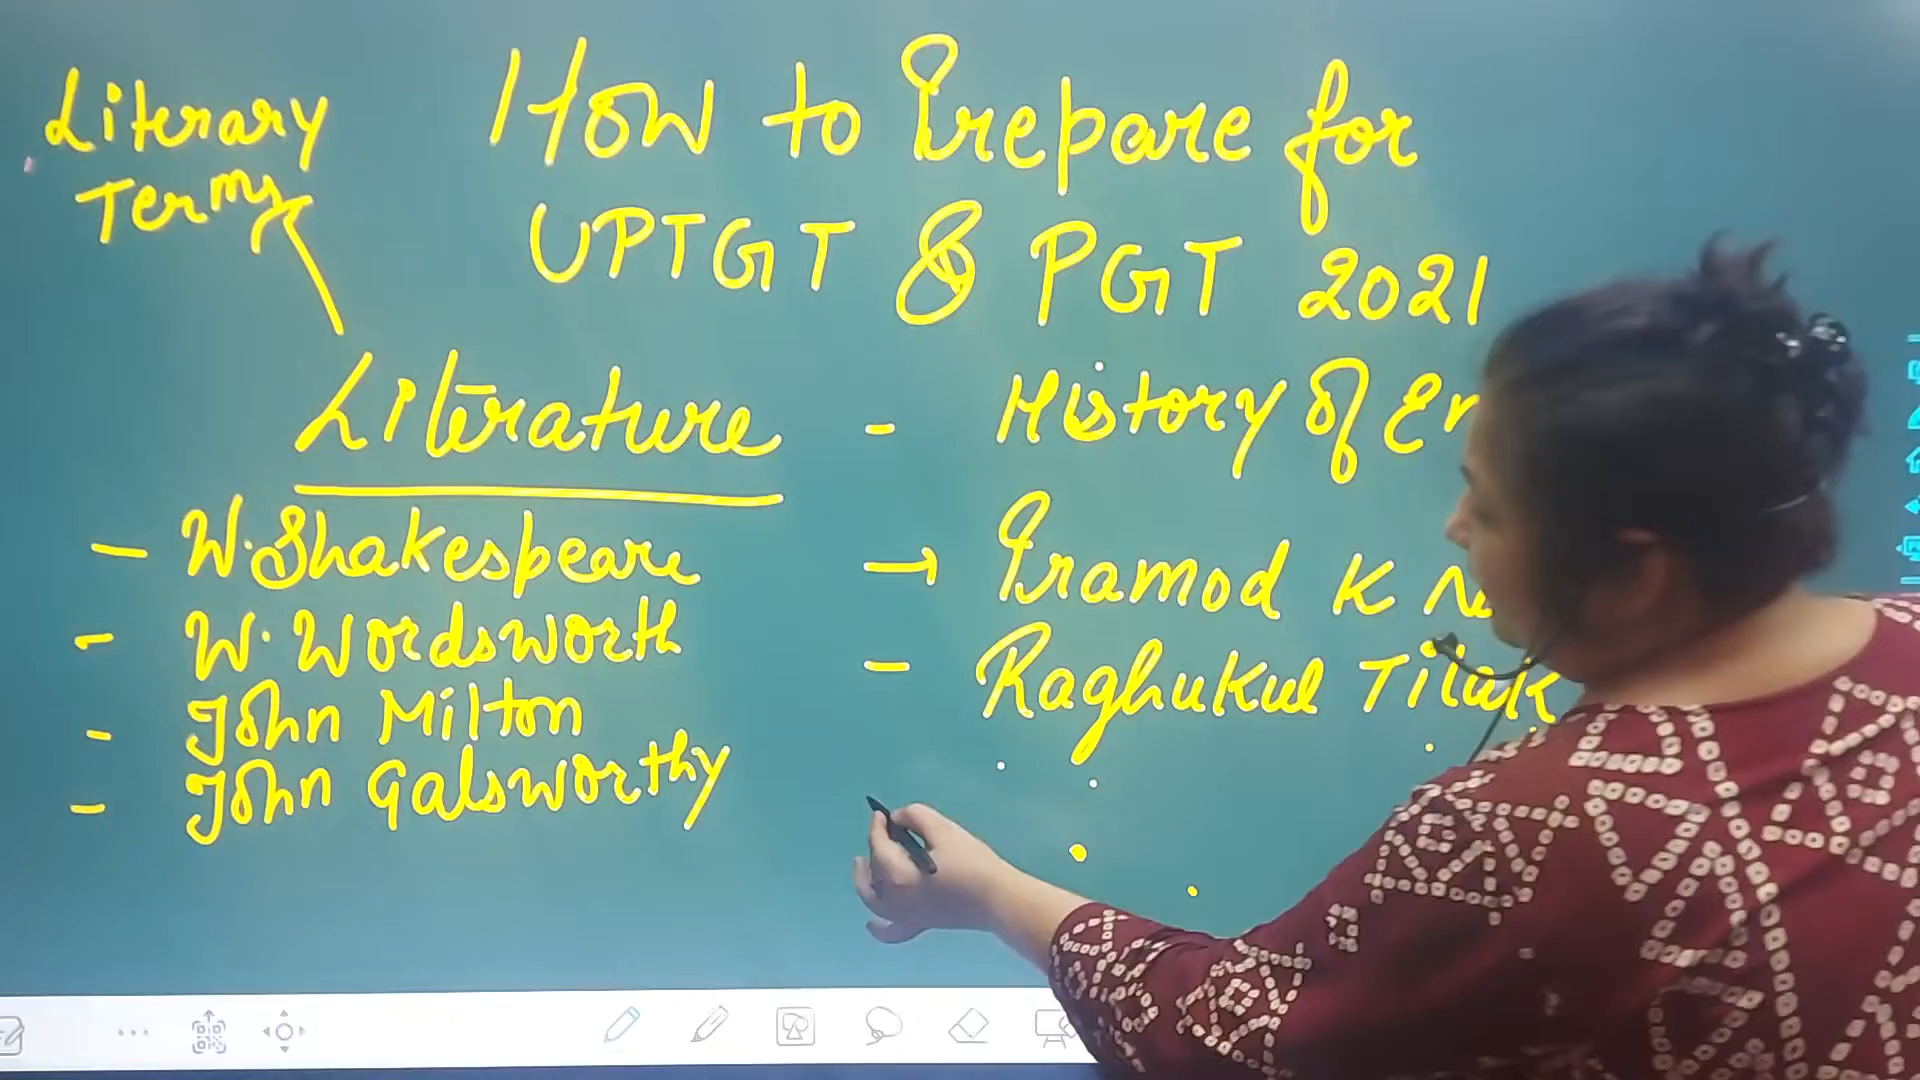 Literary
Terms
How to Prepare for
UPTGT & PGT 2021
Literature
- W. Shakespeare
- W. Wordsworth
- John Milton
- John Galsworthy
- History of
→ Pramod K
- Raghukul Tilak